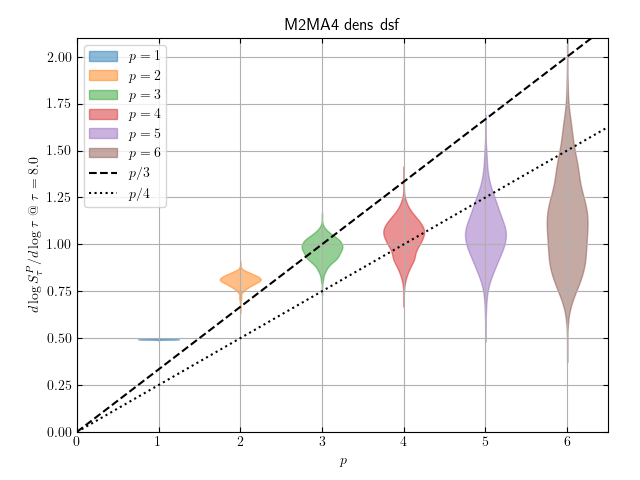 M2MA4 dens dsf
2.00
1.75
1.50
1.25
1.00
0.75
0.50
0.25
0.00
d log S_τ^P / d log τ @ τ = 8.0
p = 1
p = 2
p = 3
p = 4
p = 5
p = 6
p/3
p/4
0 1 2 3 4 5 6
p